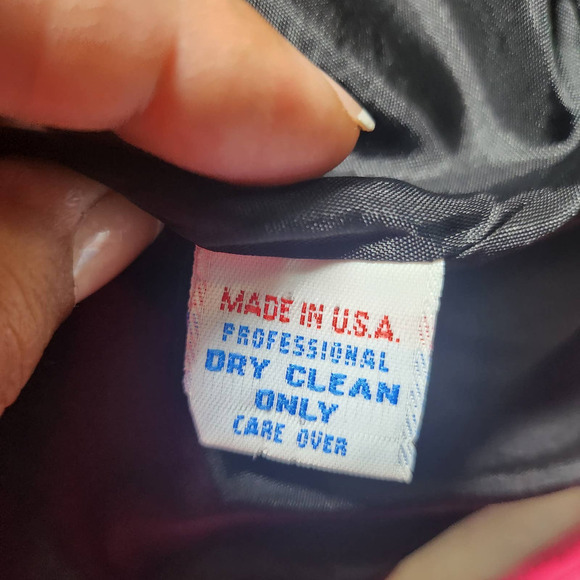 MADE IN U.S.A.
PROFESSIONAL
DRY CLEAN
ONLY
CARE OVER